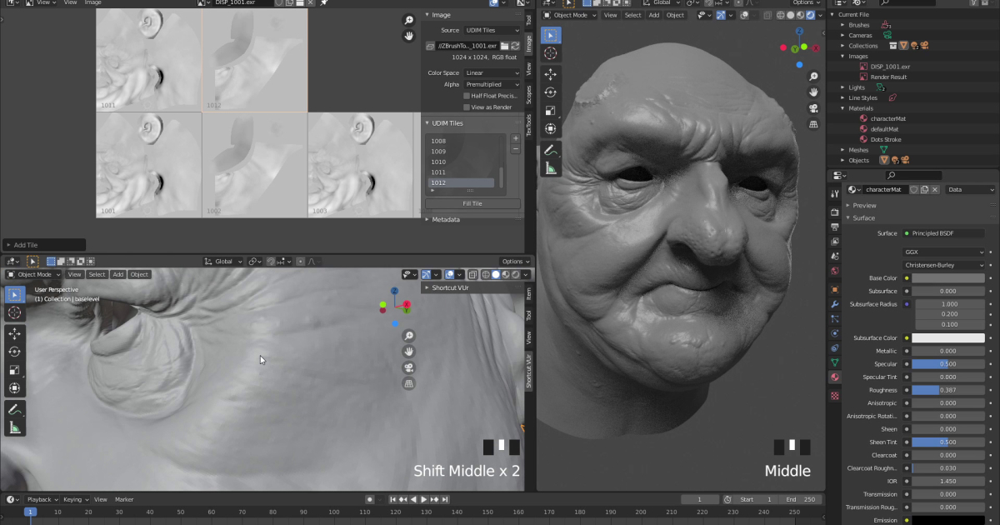 View
View
Image
DISP_1001.exr
1011
1012
1001
1002
1003
Add Tile
Image
Source
UDIM Tiles
//ZBrushTo..._1001.exr
1024 x 1024, RGB float
Color Space
Linear
Alpha
Premultiplied
Half Float Precis...
View as Render
UDIM Tiles
1008
1009
1010
1011
1012
Fill Tile
Metadata
Tool
Image
View
Scopes
TexTools
Global
Options
Object Mode
View
Select
Add
Object
User Perspective
(1) Collection | baselevel
Shortcut VUr
Item
Tool
View
Shortcut VUr
Z
X
Y
Shift Middle x 2
Global
Options
Object Mode
View
Select
Add
Object
Z
Y
X
Middle
Current File
Brushes
73
Cameras
Collections
2
Images
DISP_1001.exr
Render Result
Lights
2
Line Styles
Materials
characterMat
defaultMat
Dots Stroke
Meshes
Objects
2
characterMat
Data
Preview
Surface
Surface
Principled BSDF
GGX
Christensen-Burley
Base Color
Subsurface
0.000
Subsurface Radius
1.000
0.200
0.100
Subsurface Color
Metallic
0.000
Specular
0.500
Specular Tint
0.000
Roughness
0.387
Anisotropic
0.000
Anisotropic Rotati...
0.000
Sheen
0.000
Sheen Tint
0.500
Clearcoat
0.000
Clearcoat Roughn...
0.030
IOR
1.450
Transmission
0.000
Transmission Roug...
0.000
Emission
Playback
Keying
View
Marker
1
Start
1
End
250
1
10
20
30
40
50
60
70
80
90
100
110
120
130
140
150
160
170
180
190
200
210
220
230
240
250